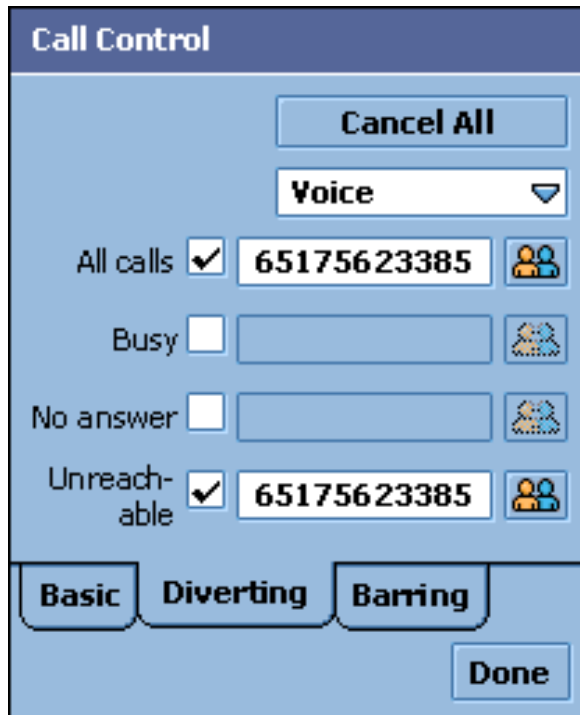 Call Control
Cancel All
Voice
All calls 65175623385
Busy
No answer
Unreach-
able 65175623385
Basic Diverting Barring
Done